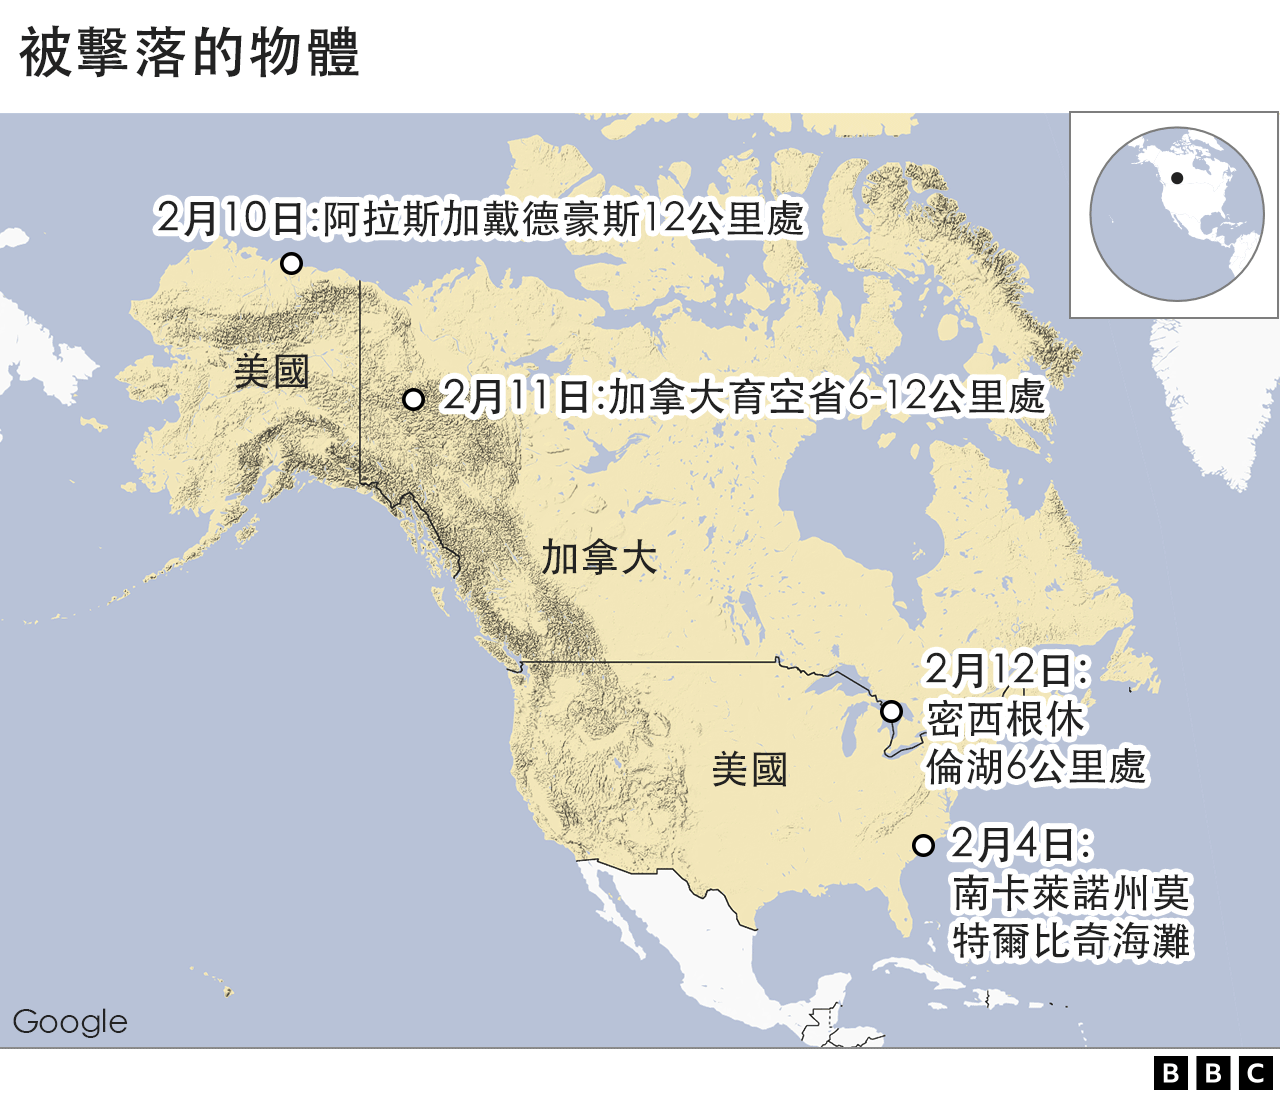 被擊落的物體
2月10日:阿拉斯加戴德豪斯12公里處
美國
2月11日:加拿大育空省6-12公里處
加拿大
2月12日:
密西根休
倫湖6公里處
美國
2月4日:
南卡萊諾州莫
特爾比奇海灘
Google
BBC